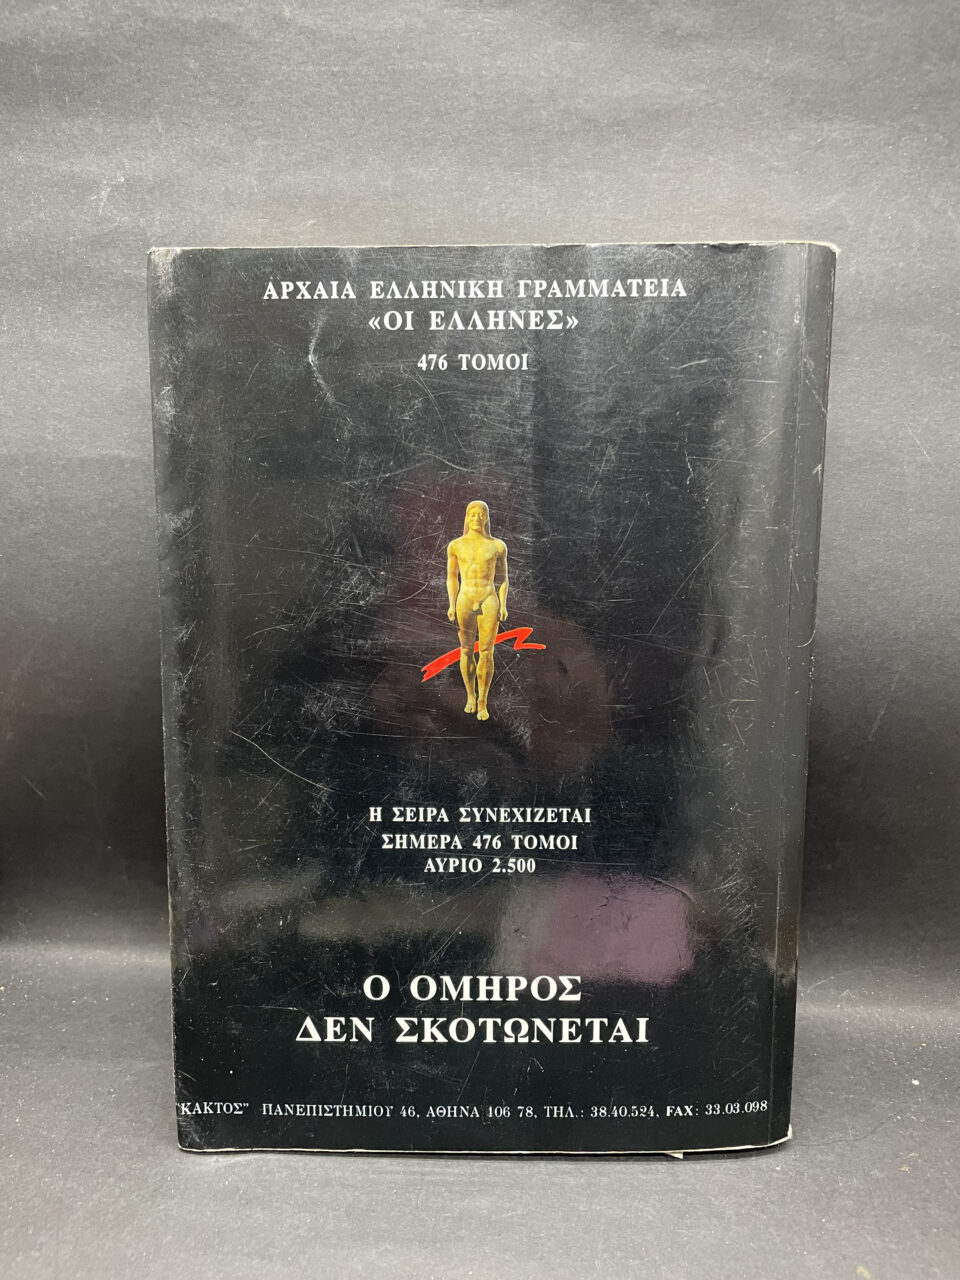 ΑΡΧΑΙΑ ΕΛΛΗΝΙΚΗ ΓΡΑΜΜΑΤΕΙΑ
«ΟΙ ΕΛΛΗΝΕΣ»
476 ΤΟΜΟΙ
Η ΣΕΙΡΑ ΣΥΝΕΧΙΖΕΤΑΙ
ΣΗΜΕΡΑ 476 ΤΟΜΟΙ
ΑΥΡΙΟ 2.500
Ο ΟΜΗΡΟΣ
ΔΕΝ ΣΚΟΤΩΝΕΤΑΙ
"ΚΑΚΤΟΣ" ΠΑΝΕΠΙΣΤΗΜΙΟΥ 46, ΑΘΗΝΑ 106 78, ΤΗΛ.: 38.40.524, FAX: 33.03.098